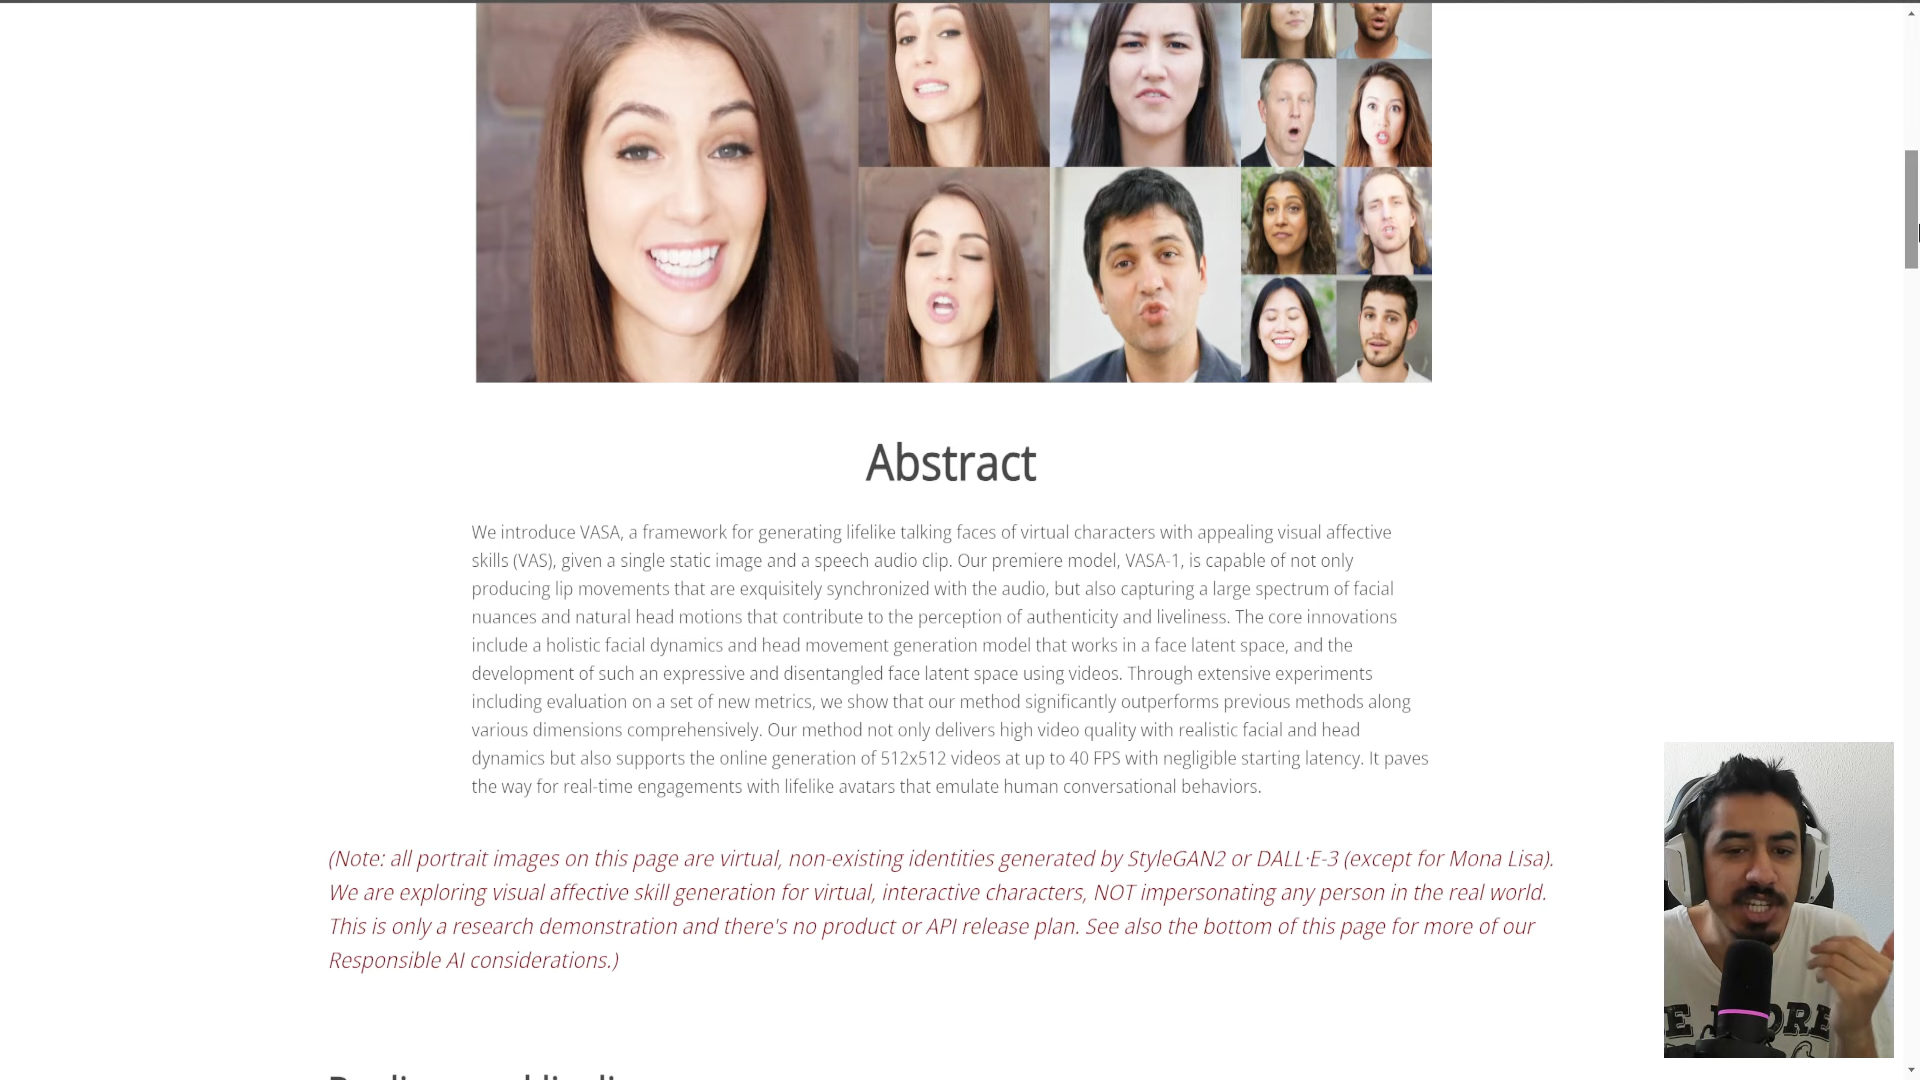 Abstract
We introduce VASA, a framework for generating lifelike talking faces of virtual characters with appealing visual affective
skills (VAS), given a single static image and a speech audio clip. Our premiere model, VASA-1, is capable of not only
producing lip movements that are exquisitely synchronized with the audio, but also capturing a large spectrum of facial
nuances and natural head motions that contribute to the perception of authenticity and liveliness. The core innovations
include a holistic facial dynamics and head movement generation model that works in a face latent space, and the
development of such an expressive and disentangled face latent space using videos. Through extensive experiments
including evaluation on a set of new metrics, we show that our method significantly outperforms previous methods along
various dimensions comprehensively. Our method not only delivers high video quality with realistic facial and head
dynamics but also supports the online generation of 512x512 videos at up to 40 FPS with negligible starting latency. It paves
the way for real-time engagements with lifelike avatars that emulate human conversational behaviors.
(Note: all portrait images on this page are virtual, non-existing identities generated by StyleGAN2 or DALL·E-3 (except for Mona Lisa).
We are exploring visual affective skill generation for virtual, interactive characters, NOT impersonating any person in the real world.
This is only a research demonstration and there's no product or API release plan. See also the bottom of this page for more of our
Responsible AI considerations.)